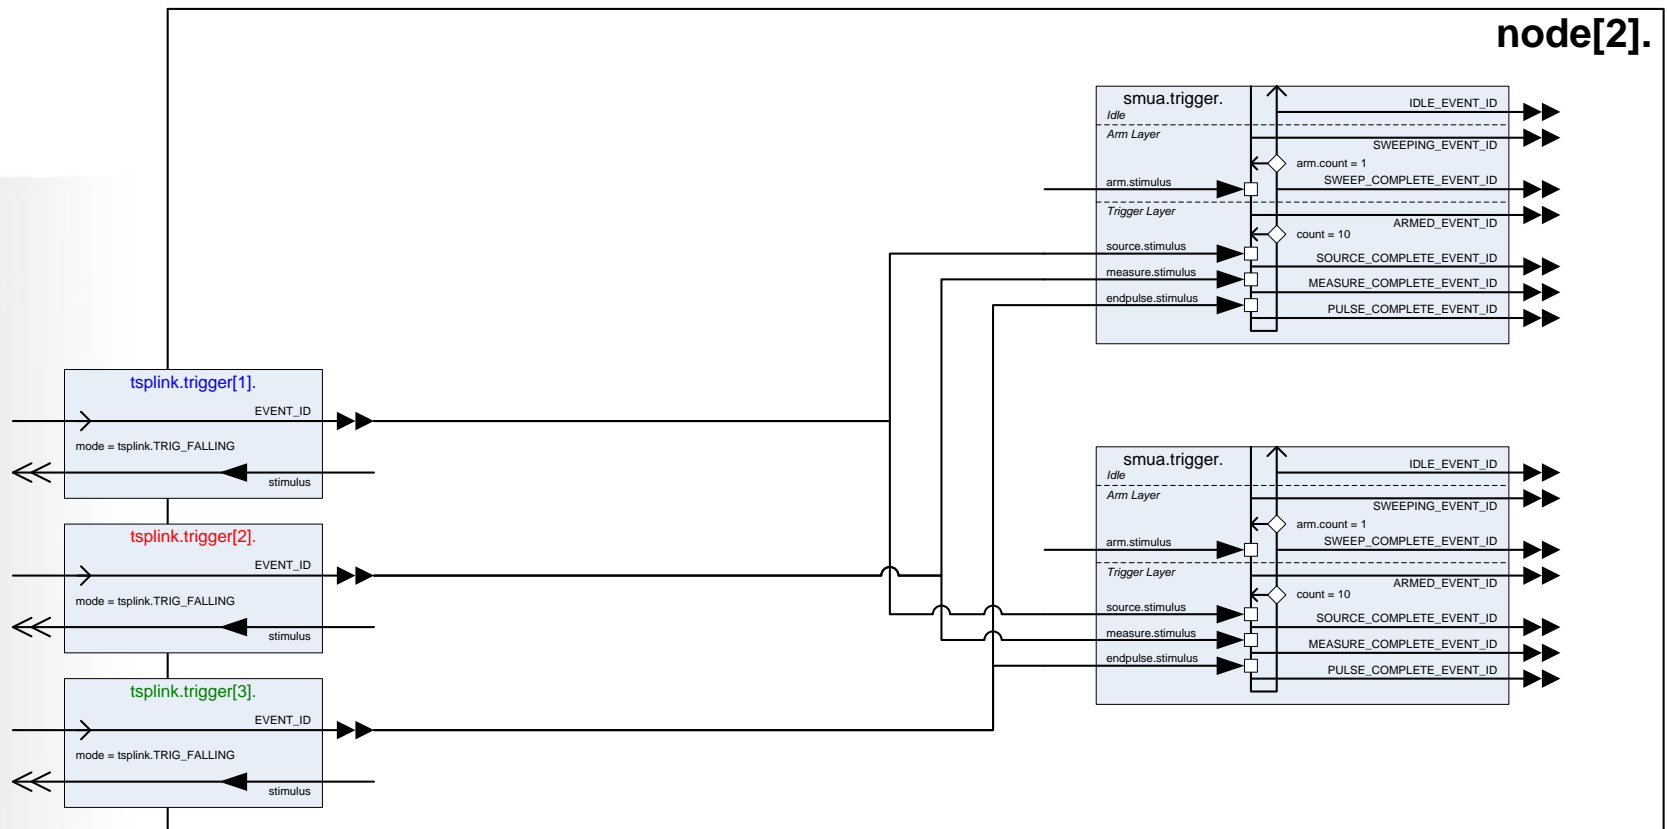 node[2].
smua.trigger.
Idle
IDLE_EVENT_ID
Arm Layer
SWEEPING_EVENT_ID
arm.count = 1
arm.stimulus
SWEEP_COMPLETE_EVENT_ID
Trigger Layer
ARMED_EVENT_ID
count = 10
source.stimulus
SOURCE_COMPLETE_EVENT_ID
measure.stimulus
MEASURE_COMPLETE_EVENT_ID
endpulse.stimulus
PULSE_COMPLETE_EVENT_ID
tsplink.trigger[1].
EVENT_ID
mode = tsplink.TRIG_FALLING
stimulus
tsplink.trigger[2].
EVENT_ID
mode = tsplink.TRIG_FALLING
stimulus
tsplink.trigger[3].
EVENT_ID
mode = tsplink.TRIG_FALLING
stimulus
smua.trigger.
Idle
IDLE_EVENT_ID
Arm Layer
SWEEPING_EVENT_ID
arm.count = 1
arm.stimulus
SWEEP_COMPLETE_EVENT_ID
Trigger Layer
ARMED_EVENT_ID
count = 10
source.stimulus
SOURCE_COMPLETE_EVENT_ID
measure.stimulus
MEASURE_COMPLETE_EVENT_ID
endpulse.stimulus
PULSE_COMPLETE_EVENT_ID